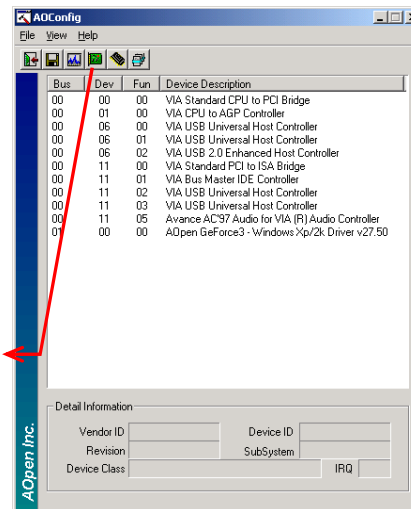 AOConfig
File View Help
Bus Dev Fun Device Description
00 00 00 VIA Standard CPU to PCI Bridge
00 01 00 VIA CPU to AGP Controller
00 06 00 VIA USB Universal Host Controller
00 06 01 VIA USB Universal Host Controller
00 06 02 VIA USB 2.0 Enhanced Host Controller
00 11 00 VIA Standard PCI to ISA Bridge
00 11 01 VIA Bus Master IDE Controller
00 11 02 VIA USB Universal Host Controller
00 11 03 VIA USB Universal Host Controller
00 11 05 Avance AC'97 Audio for VIA (R) Audio Controller
01 00 00 AOpen GeForce3 - Windows Xp/2k Driver v27.50
Detail Information
Vendor ID Device ID
Revision SubSystem
Device Class IRQ
AOpen Inc.